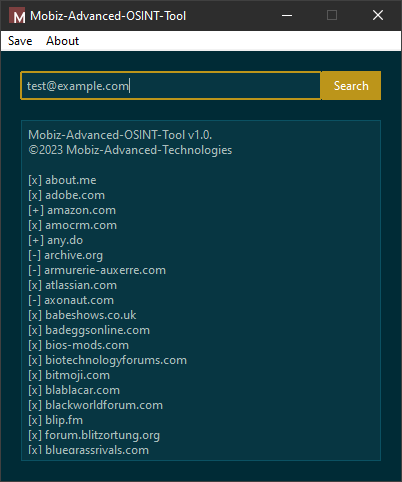 M Mobiz-Advanced-OSINT-Tool
Save About
test@example.com Search
Mobiz-Advanced-OSINT-Tool v1.0.
©2023 Mobiz-Advanced-Technologies
[x] about.me
[x] adobe.com
[+] amazon.com
[x] amocrm.com
[+] any.do
[-] archive.org
[-] armurerie-auxerre.com
[x] atlassian.com
[-] axonaut.com
[x] babeshows.co.uk
[x] badeggsonline.com
[x] bios-mods.com
[x] biotechnologyforums.com
[x] bitmoji.com
[x] blablacar.com
[x] blackworldforum.com
[x] blip.fm
[x] forum.blitzortung.org
[x] bluegrassrivals.com